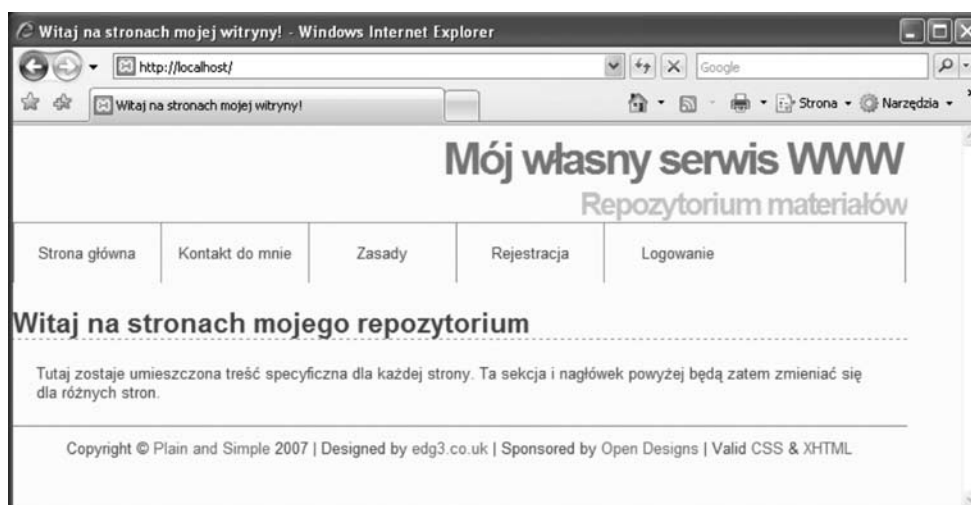 Witaj na stronach mojej witryny! - Windows Internet Explorer
http://localhost/
Google
Witaj na stronach mojej witryny!
Strona
Narzędzia
Mój własny serwis WWW
Repozytorium materiałów
Strona główna
Kontakt do mnie
Zasady
Rejestracja
Logowanie
Witaj na stronach mojego repozytorium
Tutaj zostaje umieszczona treść specyficzna dla każdej strony. Ta sekcja i nagłówek powyżej będą zatem zmieniać się
dla różnych stron.
Copyright © Plain and Simple 2007 | Designed by edg3.co.uk | Sponsored by Open Designs | Valid CSS & XHTML